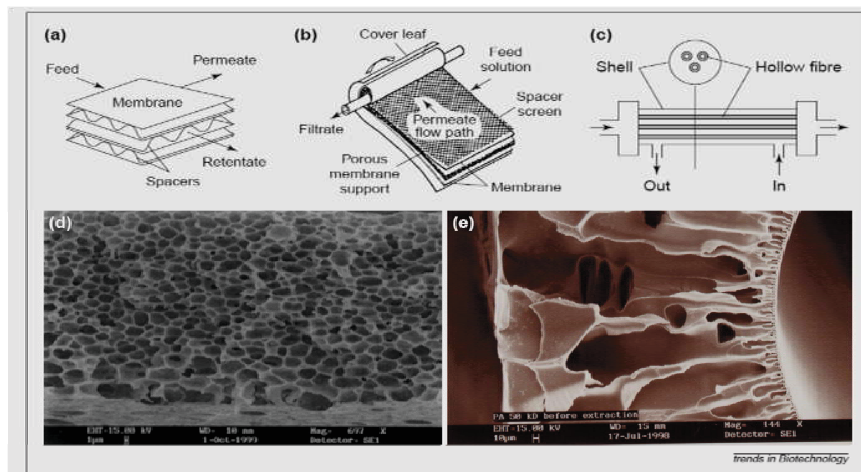 (a)
Feed
Permeate
Membrane
Retentate
Spacers
(b)
Cover leaf
Feed
solution
Spacer
screen
Permeate
flow path
Filtrate
Porous
membrane
support
Membrane
(c)
Shell
Hollow fibre
Out
In
(d)
EHT=15.00 kV
WD= 10 mm
Mag= 697 X
1µm
1-Oct-1999
Detector= SE1
(e)
PA 50 kD before extraction
EHT=15.00 kV
WD= 15 mm
Mag= 144 X
10µm
17-Jul-1998
Detector= SE1
trends in Biotechnology